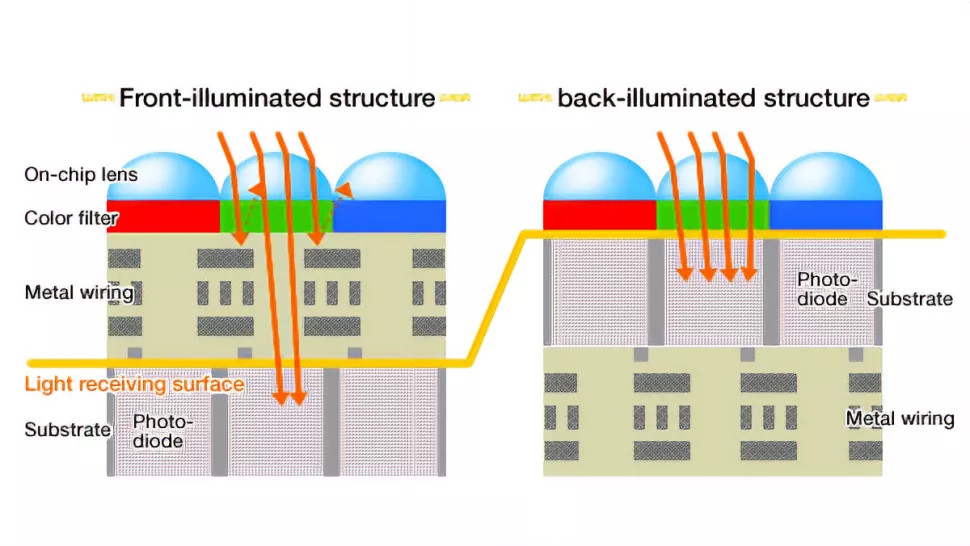 Front-illuminated structure
back-illuminated structure
On-chip lens
Color filter
Metal wiring
Light receiving surface
Substrate
Photo-
diode
Photo-
diode
Substrate
Metal wiring